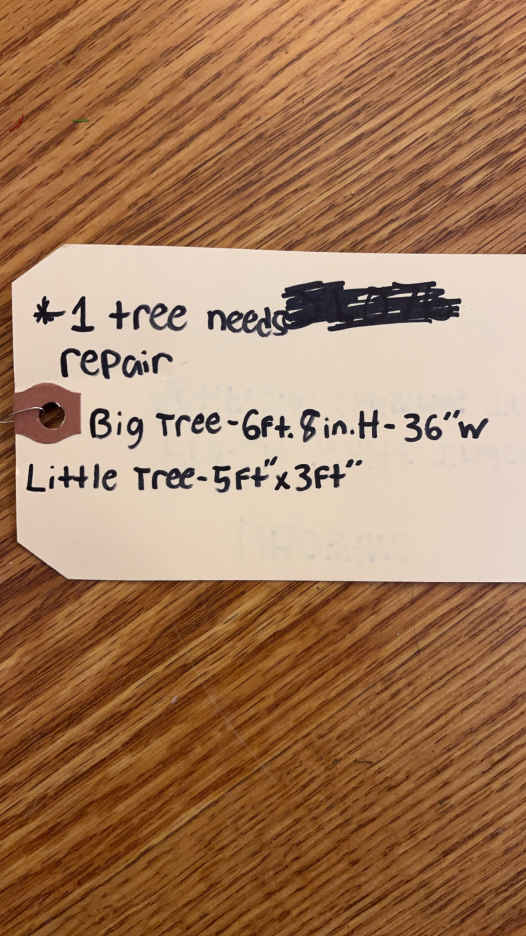 *1 tree needs
repair
Big Tree-6ft. 8in.H-36"W
Little Tree-5Ft"x3Ft"